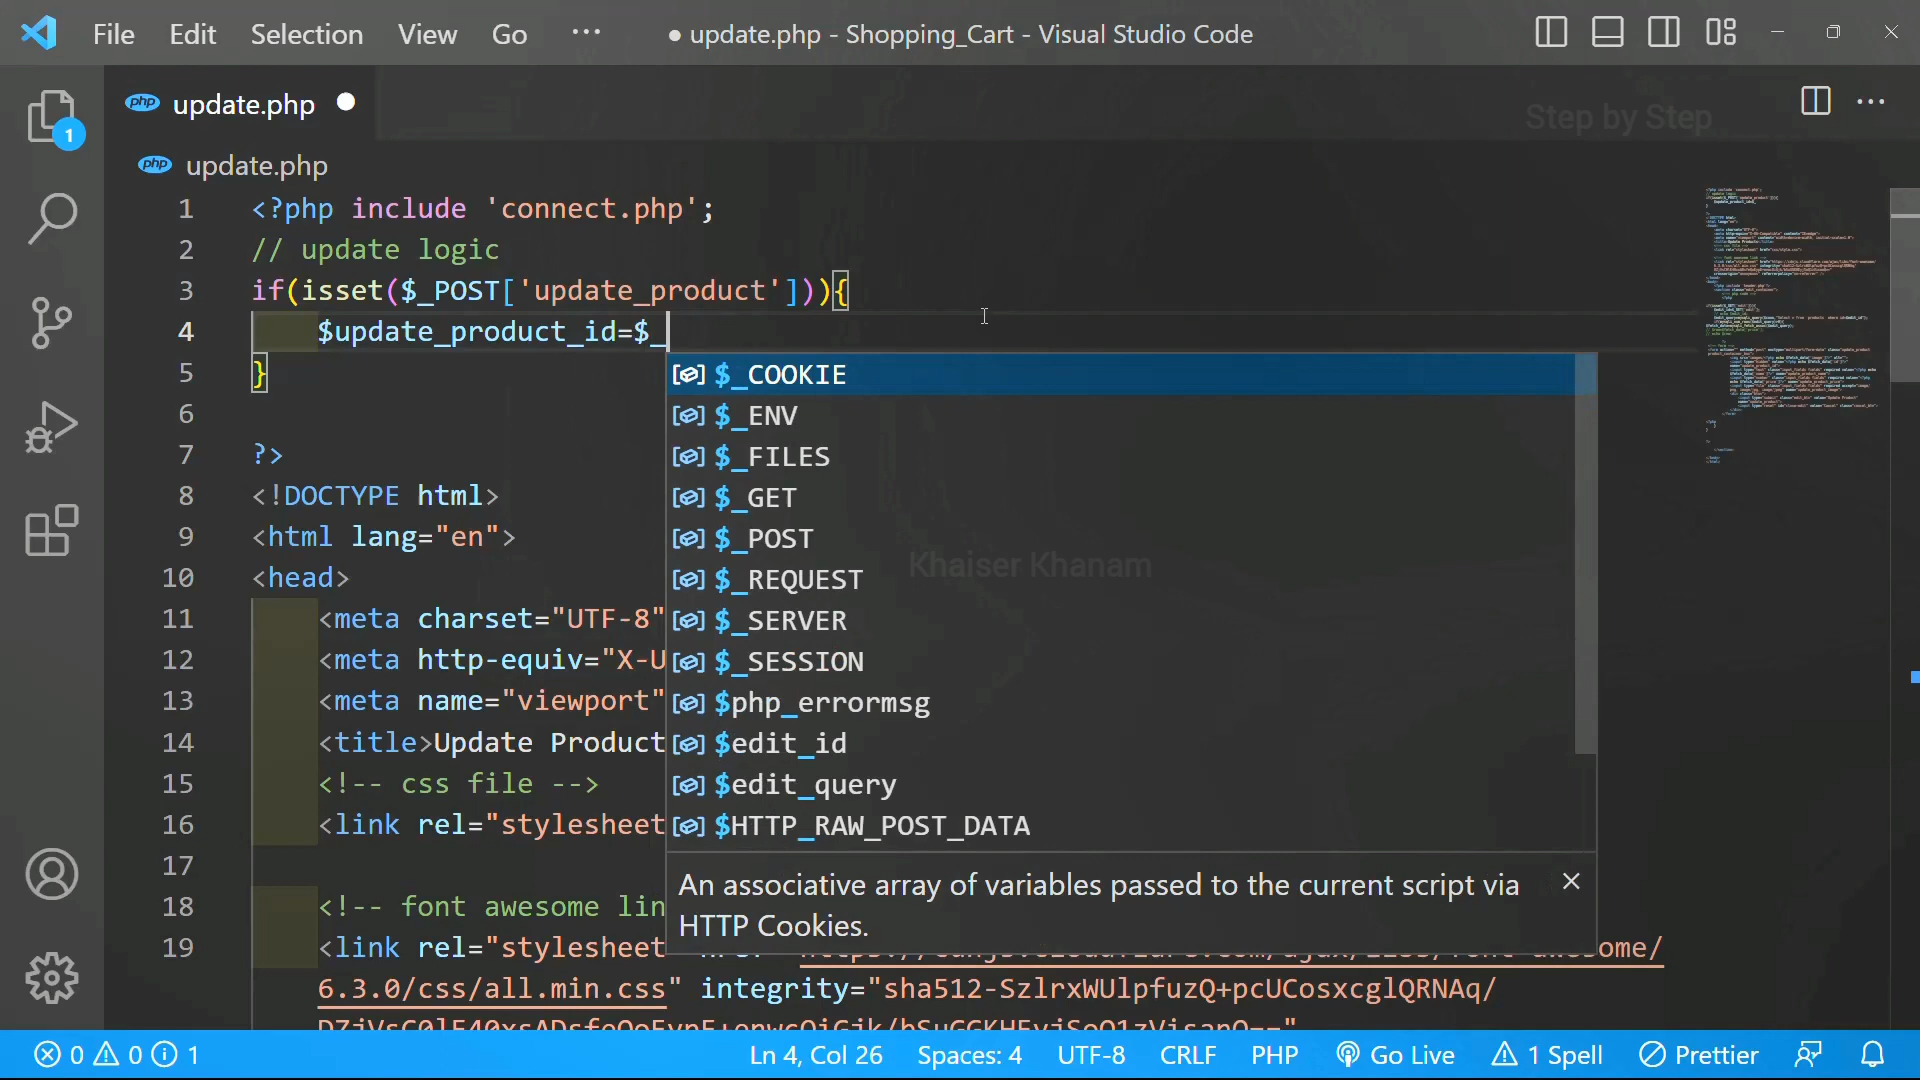 File Edit Selection View Go ··· ● update.php - Shopping_Cart - Visual Studio Code
php update.php ●
Step by Step
1
php update.php
1 <?php include 'connect.php';
2 // update logic
3 if(isset($_POST['update_product'])){
4 $update_product_id=$_
5 }
6
7 ?>
8 <!DOCTYPE html>
9 <html lang="en">
10 <head>
11 <meta charset="UTF-8"
12 <meta http-equiv="X-U
13 <meta name="viewport"
14 <title>Update Product
15 <!-- css file -->
16 <link rel="stylesheet
17
18 <!-- font awesome lin
19 <link rel="stylesheet
6.3.0/css/all.min.css" integrity="sha512-SzlrxWUlpfuzQ+pcUCosxcglQRNAq/
$_COOKIE
$_ENV
$_FILES
$_GET
$_POST
$_REQUEST
$_SERVER
$_SESSION
$php_errormsg
$edit_id
$edit_query
$HTTP_RAW_POST_DATA
An associative array of variables passed to the current script via
HTTP Cookies.
Khaiser Khanam
0 0 1 Ln 4, Col 26 Spaces: 4 UTF-8 CRLF PHP Go Live 1 Spell Prettier